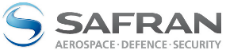 SAFRAN
AEROSPACE · DEFENCE · SECURITY